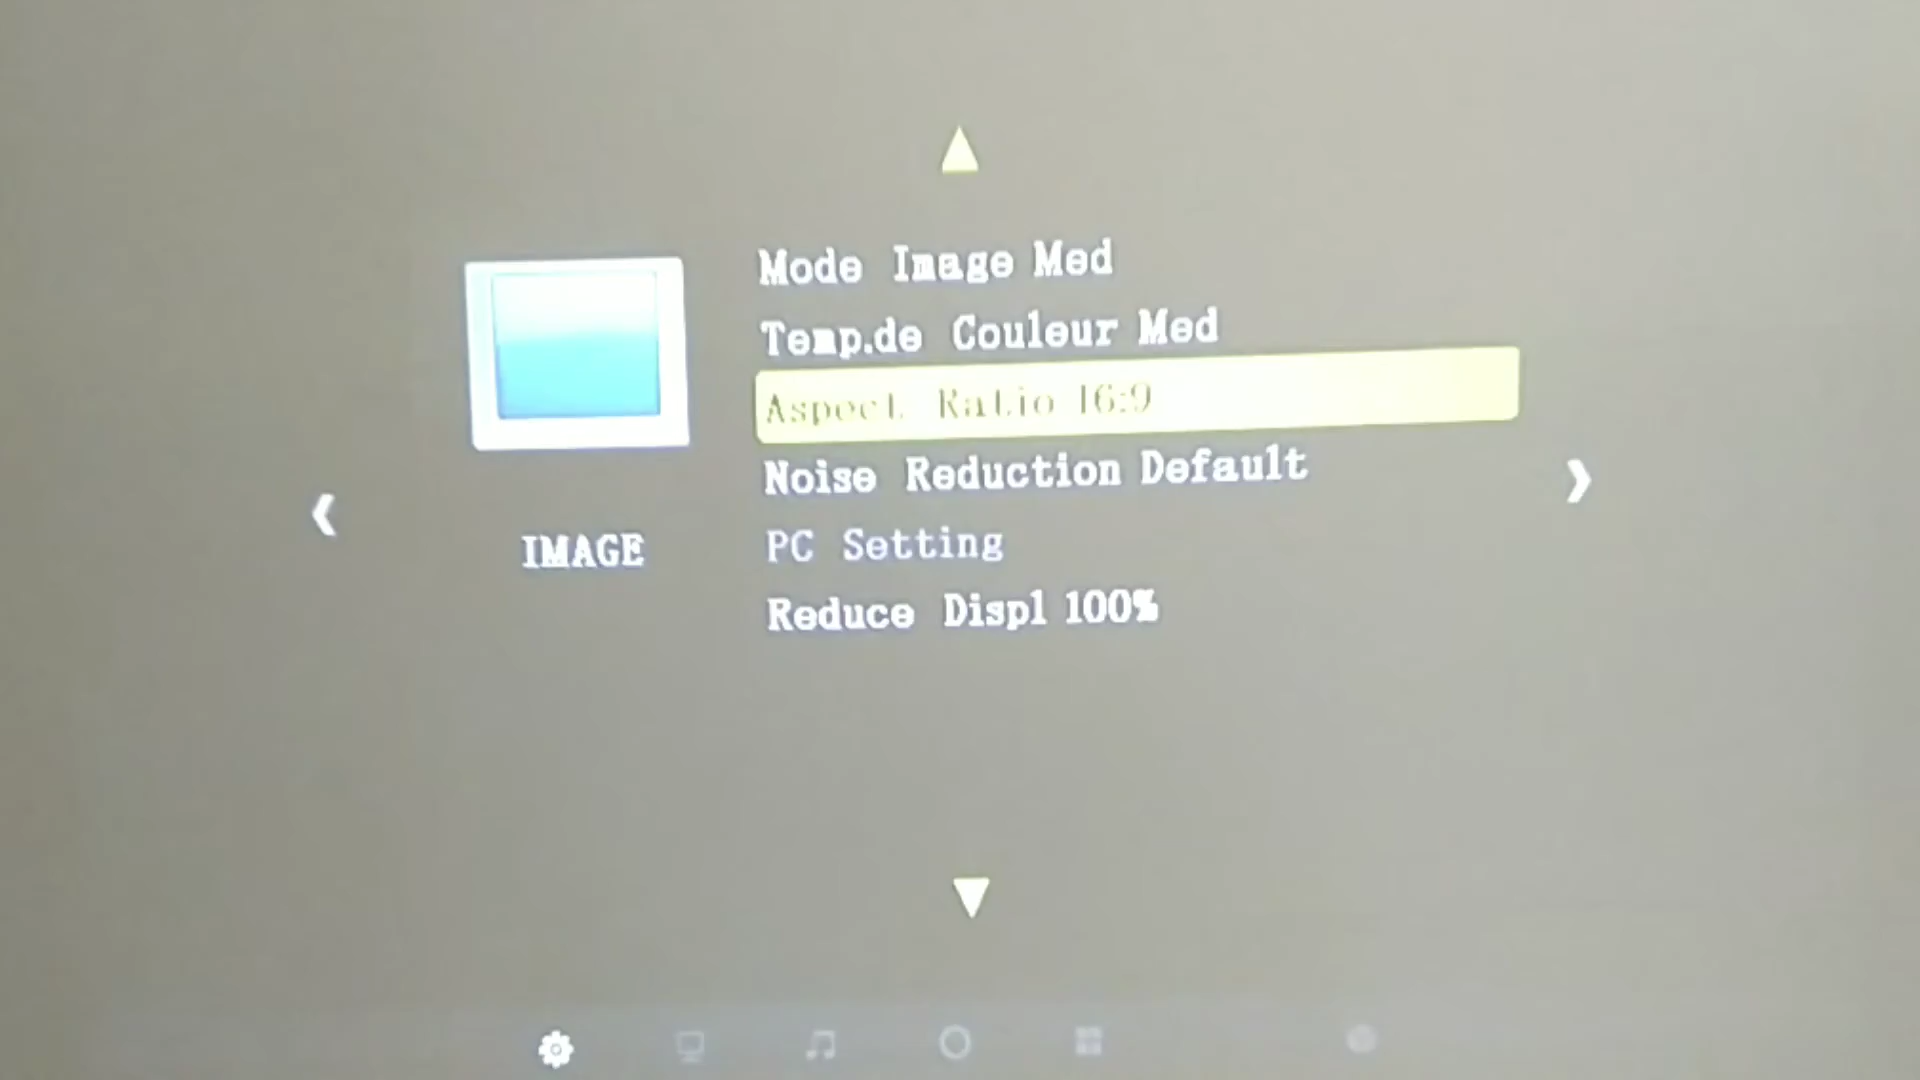 Mode Image Med
Temp.de Couleur Med
Aspect Ratio 16:9
Noise Reduction Default
IMAGE
PC Setting
Reduce Displ 100%